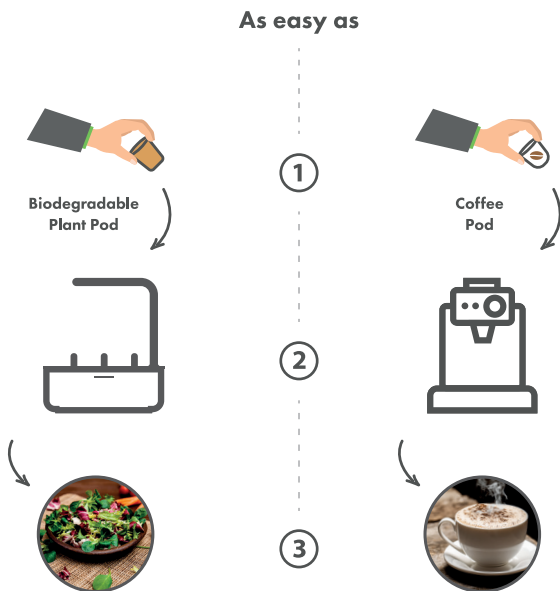 As easy as
1
Biodegradable
Plant Pod
Coffee
Pod
2
3